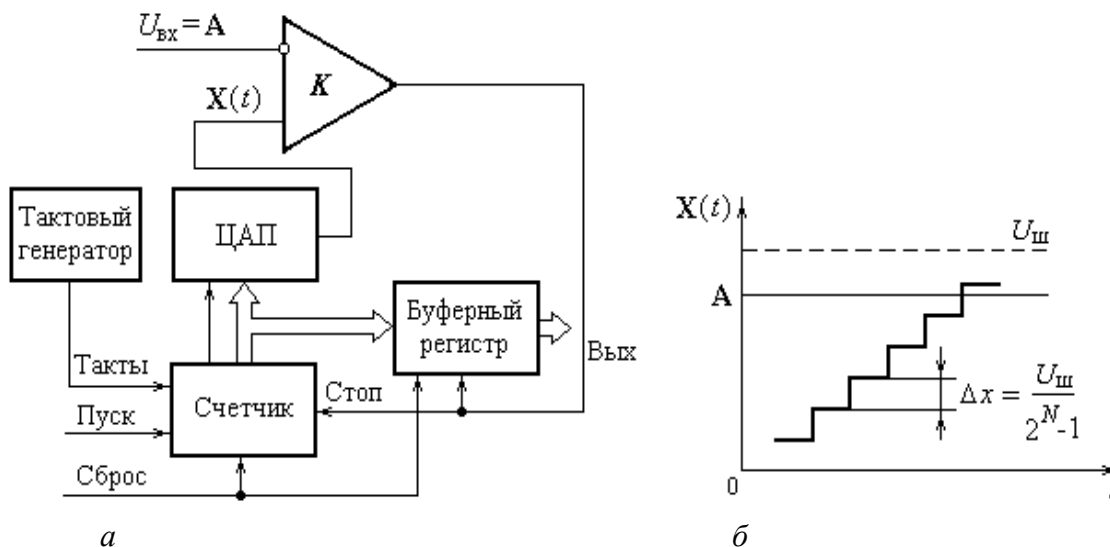 U_вх = А
K
X(t)
Тактовый
генератор
ЦАП
Буферный
регистр
Такты
Пуск
Счетчик
Стоп
Вых
Сброс
а
X(t)
U_Ш
А
Δx = U_Ш / 2^N-1
0
б